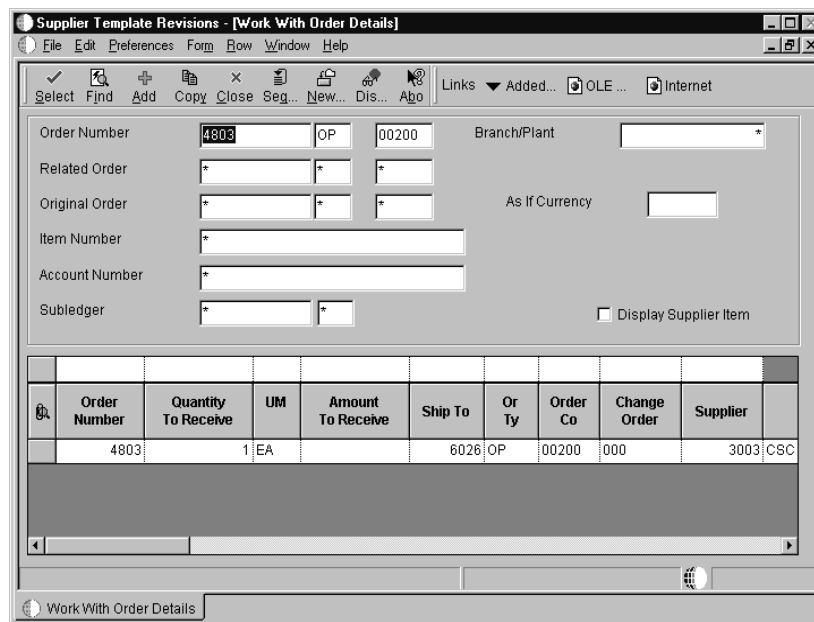 Supplier Template Revisions - [Work With Order Details]
File Edit Preferences Form Row Window Help
Select Find Add Copy Close Seg... New... Dis... Abo Links Added... OLE ... Internet
Order Number 4803 OP 00200 Branch/Plant *
Related Order * * *
Original Order * * * As If Currency
Item Number *
Account Number *
Subledger * * Display Supplier Item
Order Number Quantity To Receive UM Amount To Receive Ship To Or Ty Order Co Change Order Supplier
4803 1 EA 6026 OP 00200 000 3003 CSC
Work With Order Details